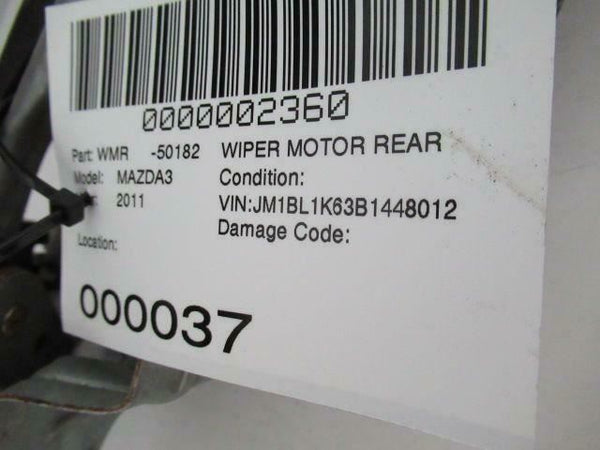 0000002360
Part: WMR -50182 WIPER MOTOR REAR
Model: MAZDA3 Condition:
2011 VIN:JM1BL1K63B1448012
Location: Damage Code:
000037